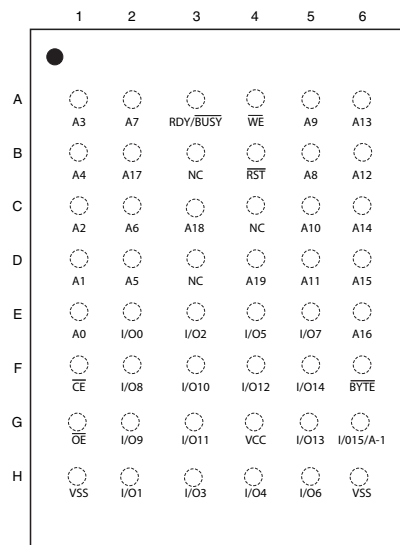 1 2 3 4 5 6
A
A3 A7 RDY/BUSY WE A9 A13
B
A4 A17 NC RST A8 A12
C
A2 A6 A18 NC A10 A14
D
A1 A5 NC A19 A11 A15
E
A0 I/O0 I/O2 I/O5 I/O7 A16
F
CE I/O8 I/O10 I/O12 I/O14 BYTE
G
OE I/O9 I/O11 VCC I/O13 I/015/A-1
H
VSS I/O1 I/O3 I/O4 I/O6 VSS